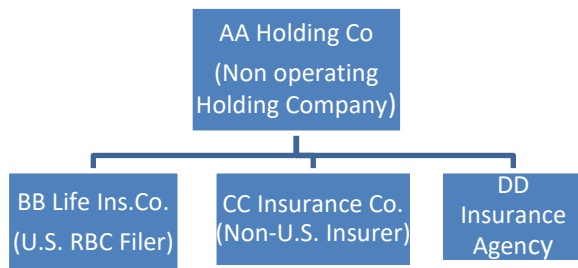 AA Holding Co
(Non operating
Holding Company)
BB Life Ins.Co.
(U.S. RBC Filer)
CC Insurance Co.
(Non-U.S. Insurer)
DD
Insurance
Agency